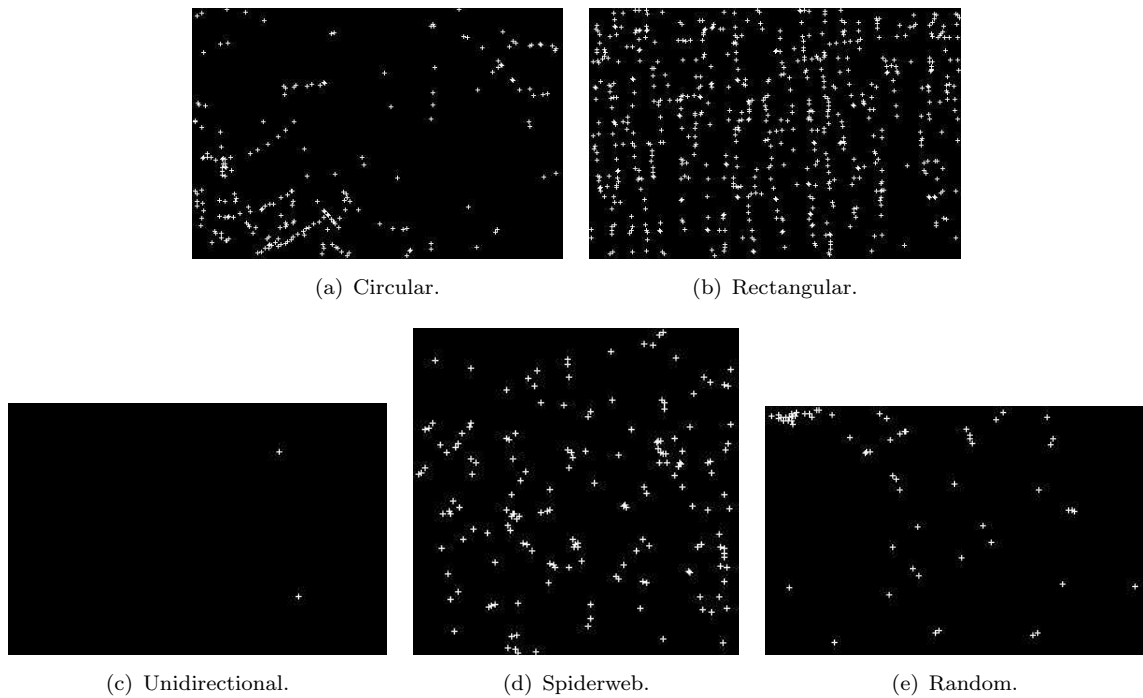 (a) Circular.
(b) Rectangular.
(c) Unidirectional.
(d) Spiderweb.
(e) Random.